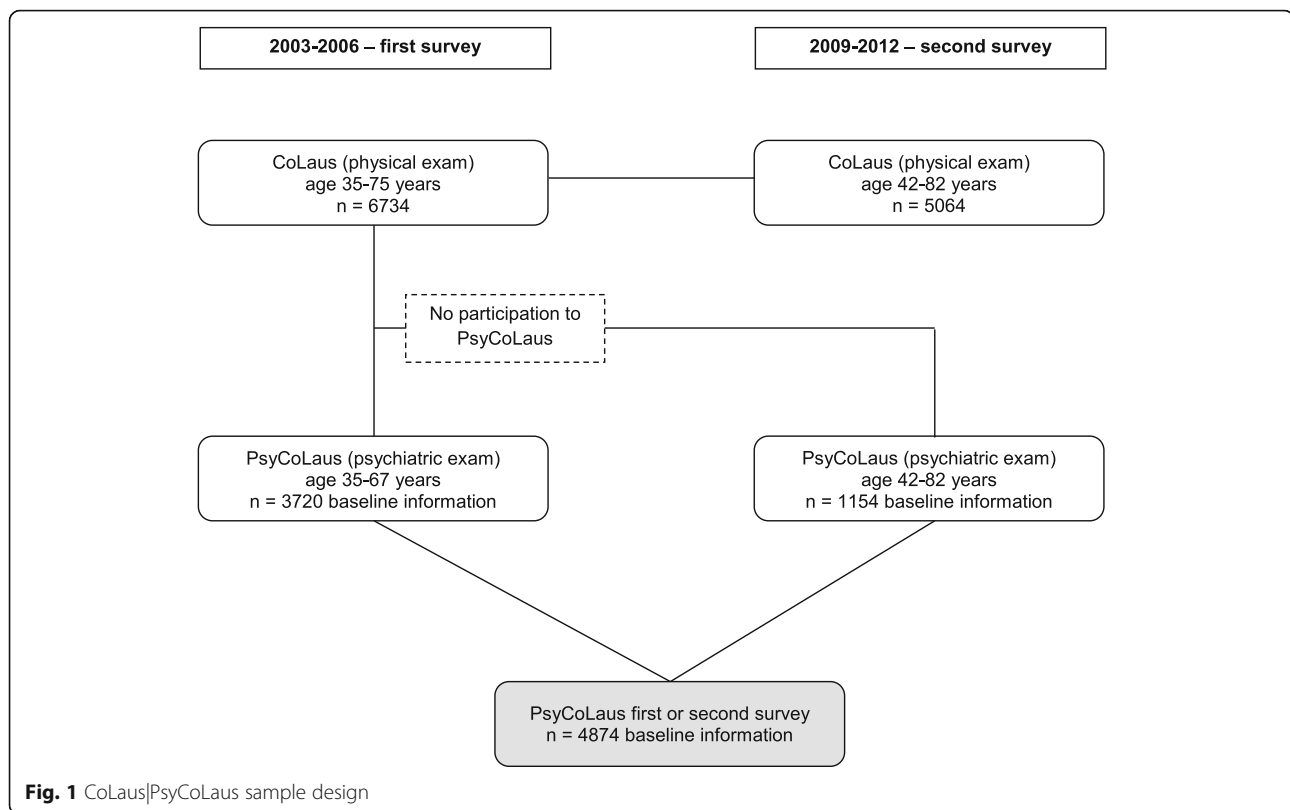 2003-2006 – first survey
2009-2012 – second survey
CoLaus (physical exam)
age 35-75 years
n = 6734
CoLaus (physical exam)
age 42-82 years
n = 5064
No participation to
PsyCoLaus
PsyCoLaus (psychiatric exam)
age 35-67 years
n = 3720 baseline information
PsyCoLaus (psychiatric exam)
age 42-82 years
n = 1154 baseline information
PsyCoLaus first or second survey
n = 4874 baseline information
Fig. 1 CoLaus|PsyCoLaus sample design